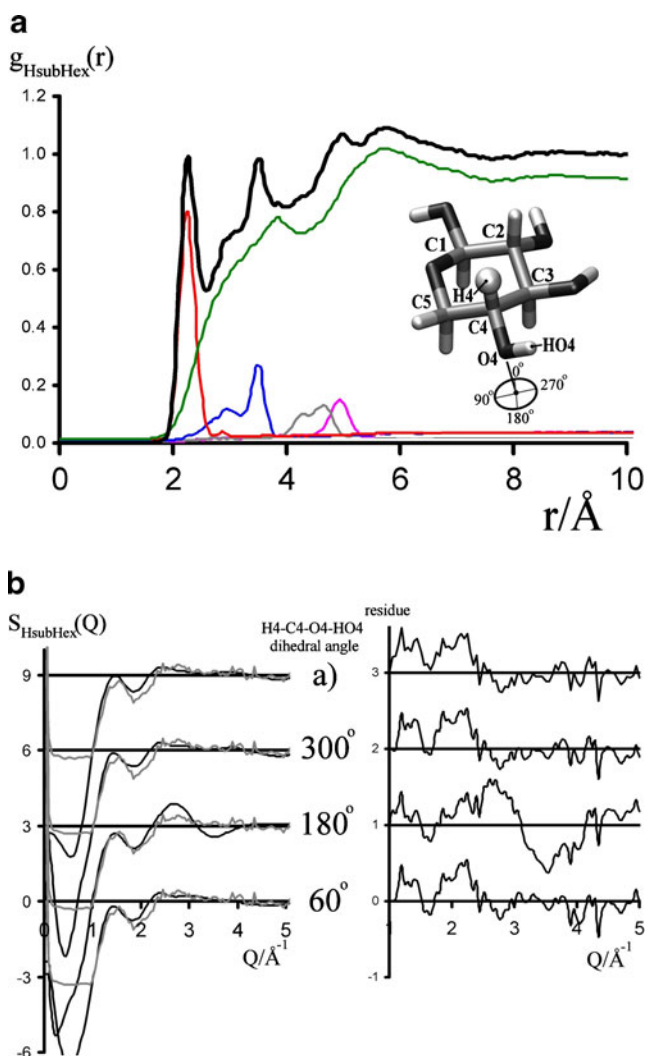 a
gHsubHex(r)
1.2
1.0
0.8
0.6
0.4
0.2
0.0
0 2 4 6 8 10
r/Å
C1 C2
H4 C3
C5 C4
O4 HO4
0°
90° 270°
180°
b
SHsubHex(Q)
H4-C4-O4-HO4
dihedral angle
residue
9 a) 3
6 300° 2
3 180° 1
0 60° 0
1 2 3 4 5
1 2 3 4 5
Q/Å-1
Q/Å-1
-3
-1
-6